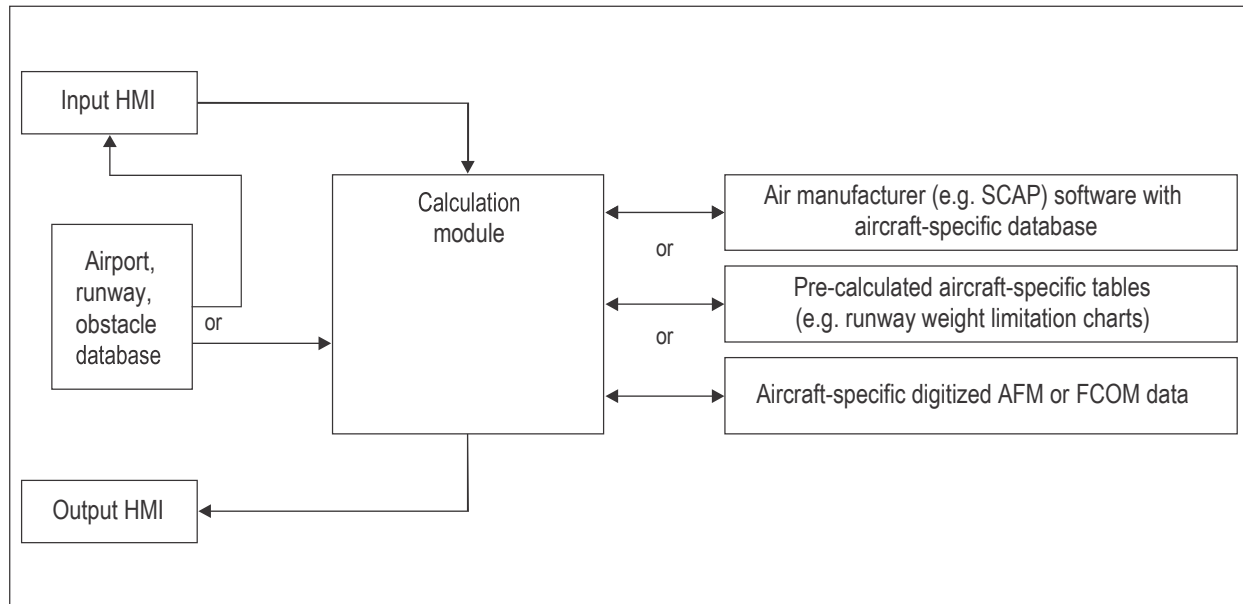 Input HMI
Airport,
runway,
obstacle
database
or
Output HMI
Calculation
module
or
or
Air manufacturer (e.g. SCAP) software with
aircraft-specific database
Pre-calculated aircraft-specific tables
(e.g. runway weight limitation charts)
Aircraft-specific digitized AFM or FCOM data